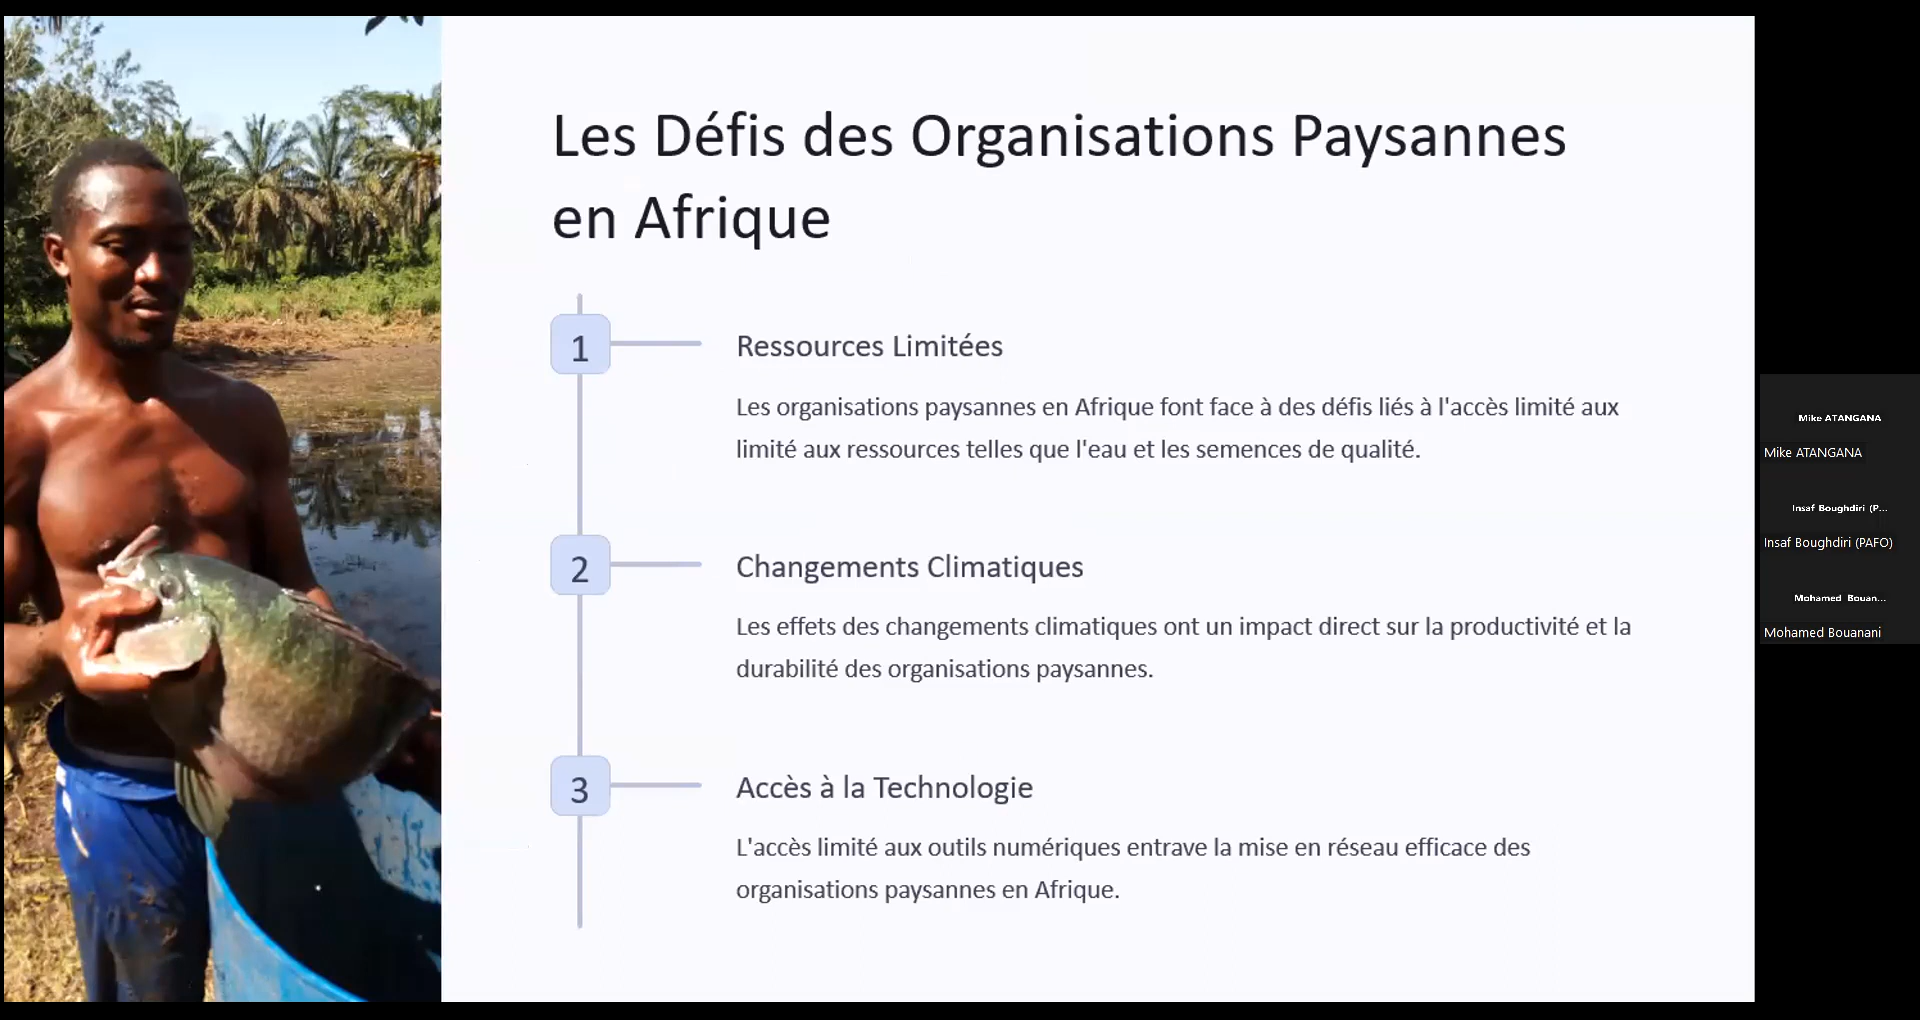 Les Défis des Organisations Paysannes
en Afrique
1
Ressources Limitées
Les organisations paysannes en Afrique font face à des défis liés à l'accès limité aux
limité aux ressources telles que l'eau et les semences de qualité.
2
Changements Climatiques
Les effets des changements climatiques ont un impact direct sur la productivité et la
durabilité des organisations paysannes.
3
Accès à la Technologie
L'accès limité aux outils numériques entrave la mise en réseau efficace des
organisations paysannes en Afrique.
Mike ATANGANA
Mike ATANGANA
Insaf Boughdiri (P...
Insaf Boughdiri (PAFO)
Mohamed Bouan...
Mohamed Bouanani